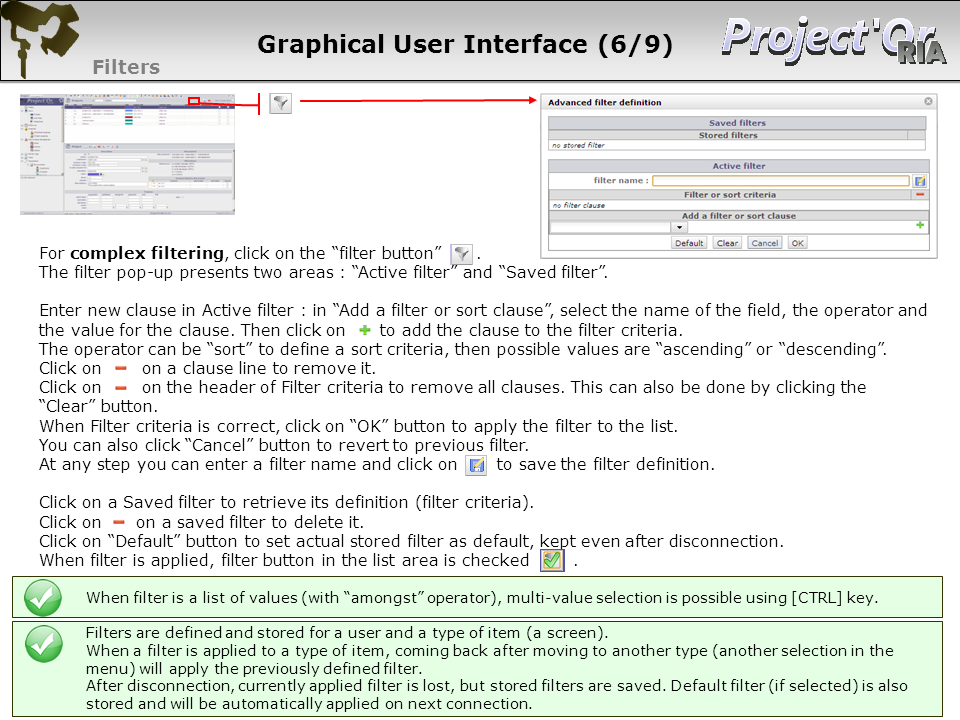 Graphical User Interface (6/9)
Project'Or
RIA
Filters
Advanced filter definition
Saved filters
Stored filters
no stored filter
Active filter
filter name :
Filter or sort criteria
no filter clause
Add a filter or sort clause
Default Clear Cancel OK
For complex filtering, click on the “filter button” .
The filter pop-up presents two areas : “Active filter” and “Saved filter”.
Enter new clause in Active filter : in “Add a filter or sort clause”, select the name of the field, the operator and
the value for the clause. Then click on to add the clause to the filter criteria.
The operator can be “sort” to define a sort criteria, then possible values are “ascending” or “descending”.
Click on on a clause line to remove it.
Click on on the header of Filter criteria to remove all clauses. This can also be done by clicking the
“Clear” button.
When Filter criteria is correct, click on “OK” button to apply the filter to the list.
You can also click “Cancel” button to revert to previous filter.
At any step you can enter a filter name and click on to save the filter definition.
Click on a Saved filter to retrieve its definition (filter criteria).
Click on on a saved filter to delete it.
Click on “Default” button to set actual stored filter as default, kept even after disconnection.
When filter is applied, filter button in the list area is checked .
When filter is a list of values (with “amongst” operator), multi-value selection is possible using [CTRL] key.
Filters are defined and stored for a user and a type of item (a screen).
When a filter is applied to a type of item, coming back after moving to another type (another selection in the
menu) will apply the previously defined filter.
After disconnection, currently applied filter is lost, but stored filters are saved. Default filter (if selected) is also
stored and will be automatically applied on next connection.